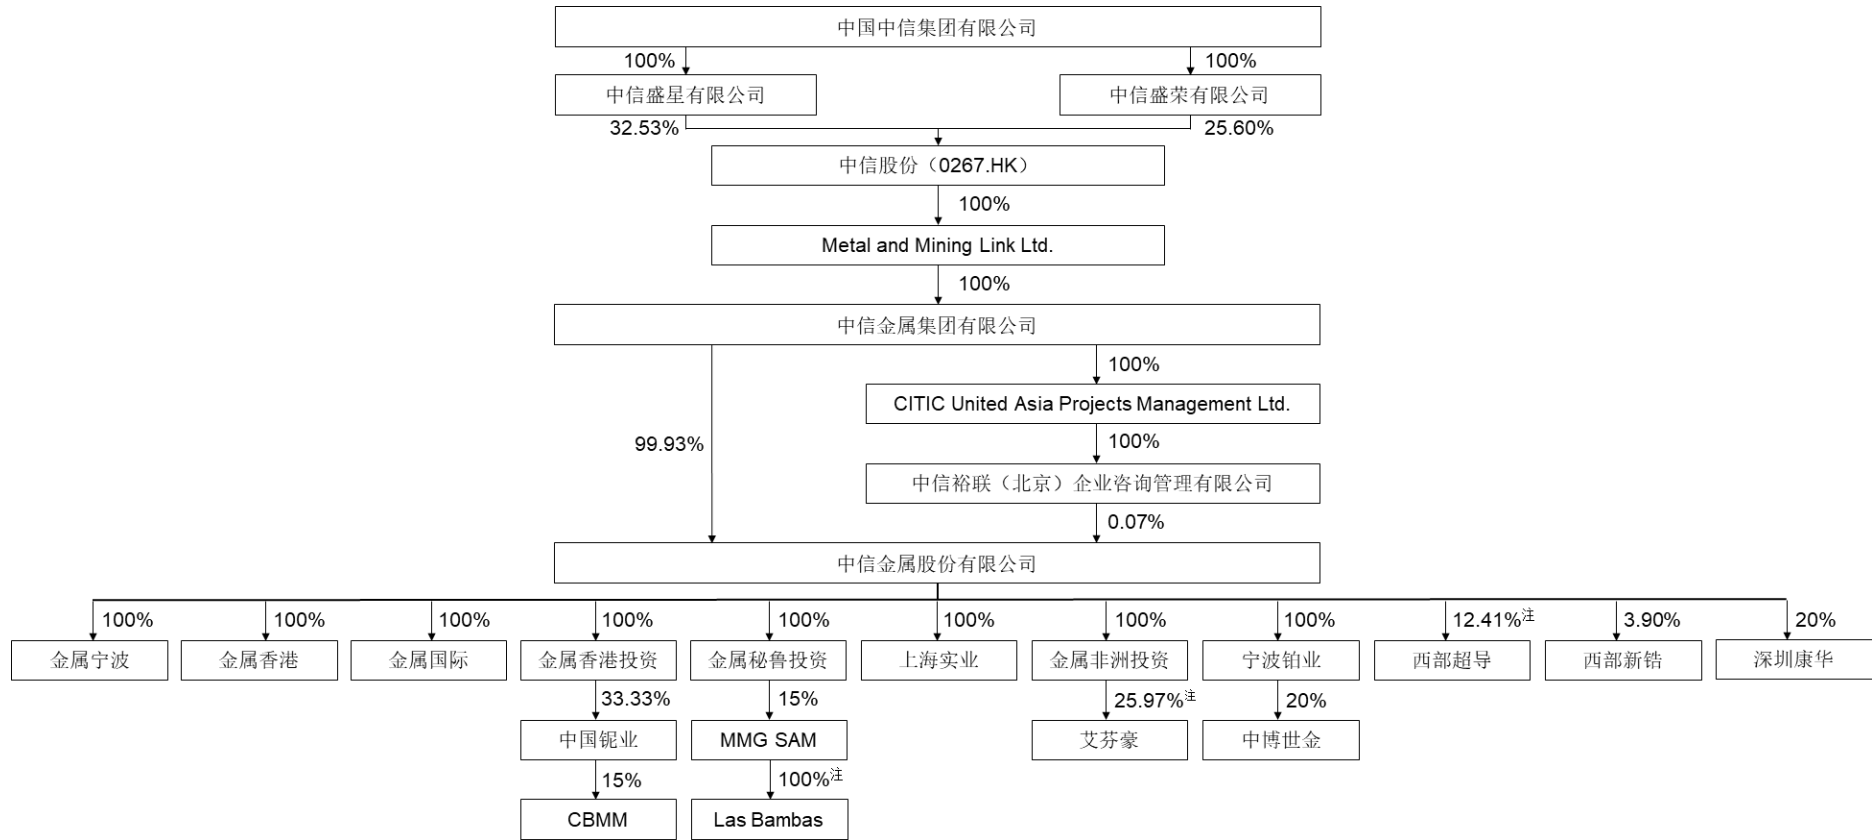 中国中信集团有限公司
100% 100%
中信盛星有限公司 中信盛荣有限公司
32.53% 25.60%
中信股份（0267.HK）
100%
Metal and Mining Link Ltd.
100%
中信金属集团有限公司
100%
CITIC United Asia Projects Management Ltd.
99.93% 100%
中信裕联（北京）企业咨询管理有限公司
0.07%
中信金属股份有限公司
100% 100% 100% 100% 100% 100% 100% 100% 12.41%注 3.90% 20%
金属宁波 金属香港 金属国际 金属香港投资 金属秘鲁投资 上海实业 金属非洲投资 宁波铂业 西部超导 西部新锆 深圳康华
33.33% 15% 25.97%注 20%
中国铌业 MMG SAM 艾芬豪 中博世金
15% 100%注
CBMM Las Bambas